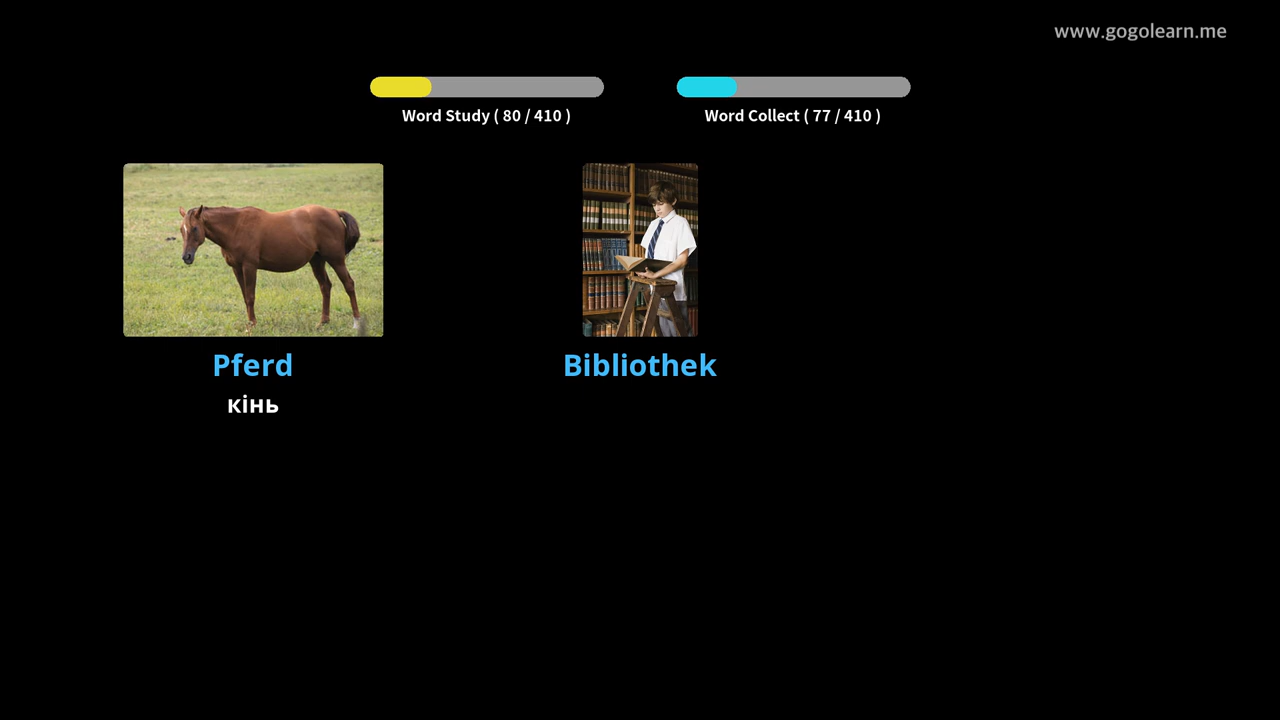 www.gogolearn.me
Word Study ( 80 / 410 )
Word Collect ( 77 / 410 )
Pferd
кінь
Bibliothek